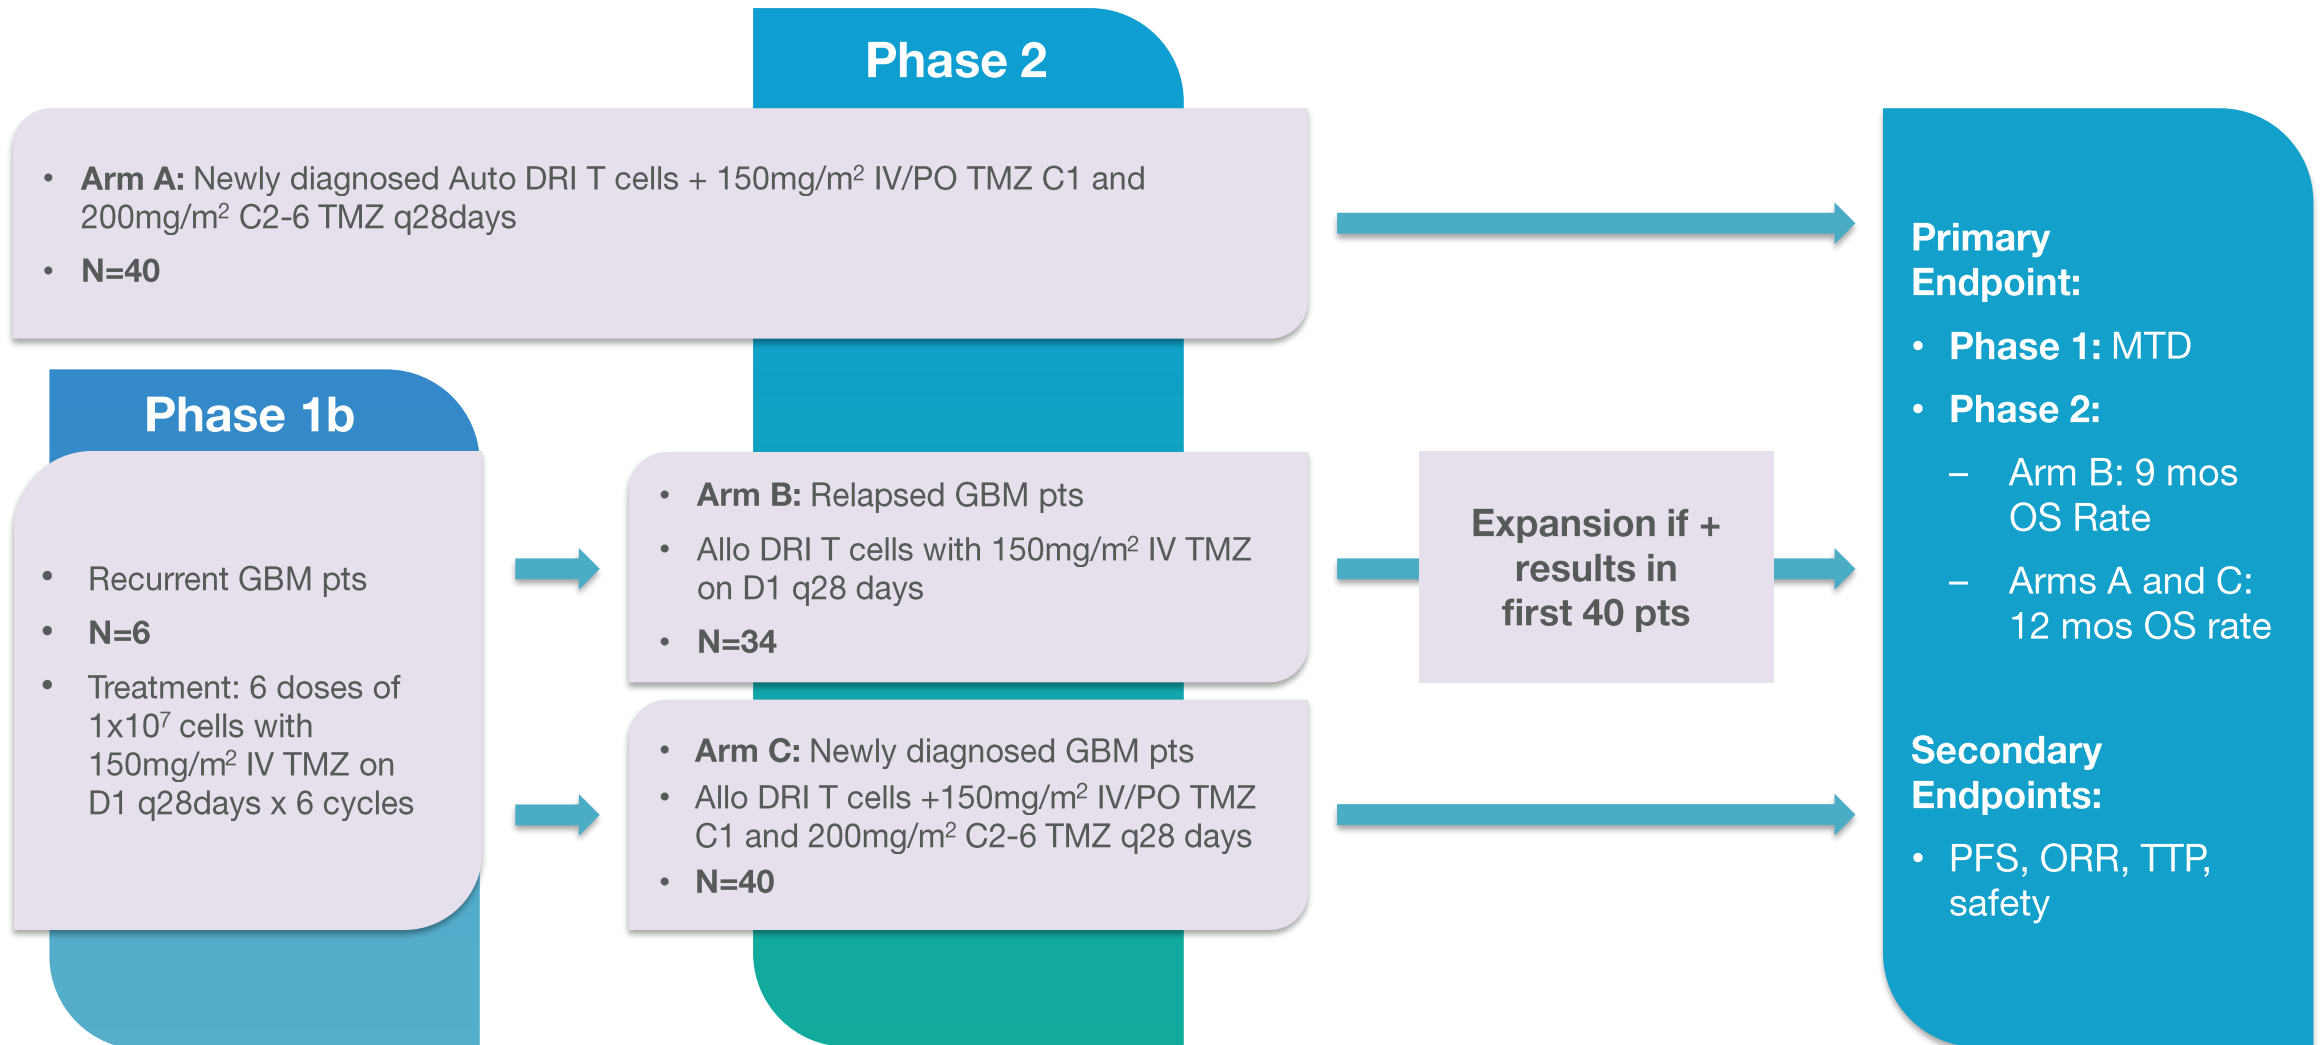 Phase 2
• Arm A: Newly diagnosed Auto DRI T cells + 150mg/m² IV/PO TMZ C1 and
200mg/m² C2-6 TMZ q28days
• N=40
Phase 1b
• Recurrent GBM pts
• N=6
• Treatment: 6 doses of
1x10⁷ cells with
150mg/m² IV TMZ on
D1 q28days x 6 cycles
• Arm B: Relapsed GBM pts
• Allo DRI T cells with 150mg/m² IV TMZ
on D1 q28 days
• N=34
• Arm C: Newly diagnosed GBM pts
• Allo DRI T cells +150mg/m² IV/PO TMZ
C1 and 200mg/m² C2-6 TMZ q28 days
• N=40
Expansion if +
results in
first 40 pts
Primary
Endpoint:
• Phase 1: MTD
• Phase 2:
– Arm B: 9 mos
OS Rate
– Arms A and C:
12 mos OS rate
Secondary
Endpoints:
• PFS, ORR, TTP,
safety